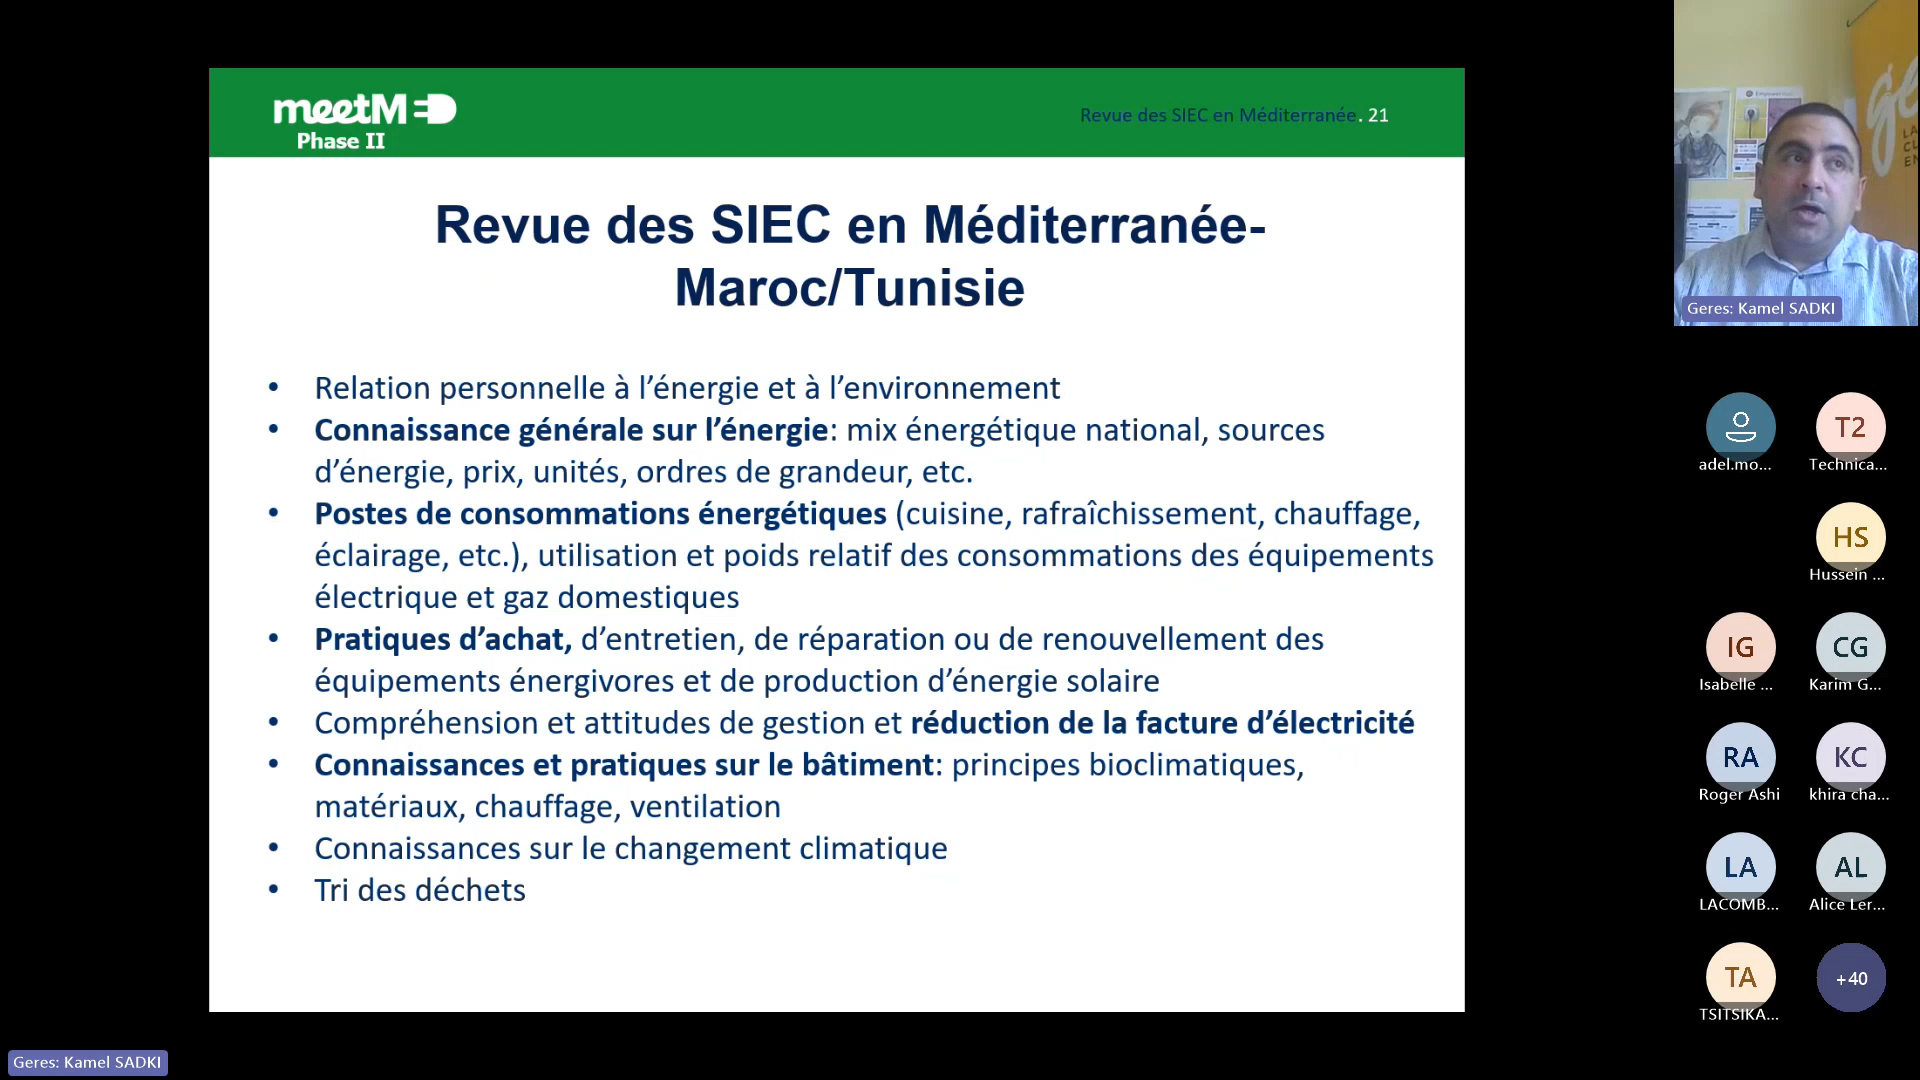 meetMED
Phase II
Revue des SIEC en Méditerranée. 21
Revue des SIEC en Méditerranée-
Maroc/Tunisie
• Relation personnelle à l’énergie et à l’environnement
• Connaissance générale sur l’énergie: mix énergétique national, sources
d’énergie, prix, unités, ordres de grandeur, etc.
• Postes de consommations énergétiques (cuisine, rafraîchissement, chauffage,
éclairage, etc.), utilisation et poids relatif des consommations des équipements
électrique et gaz domestiques
• Pratiques d’achat, d’entretien, de réparation ou de renouvellement des
équipements énergivores et de production d’énergie solaire
• Compréhension et attitudes de gestion et réduction de la facture d’électricité
• Connaissances et pratiques sur le bâtiment: principes bioclimatiques,
matériaux, chauffage, ventilation
• Connaissances sur le changement climatique
• Tri des déchets
Geres: Kamel SADKI
adel.mo...
T2
Technica...
HS
Hussein ...
IG
Isabelle ...
CG
Karim G...
RA
Roger Ashi
KC
khira cha...
LA
LACOMB...
AL
Alice Ler...
TA
TSITSIKA...
+40
Geres: Kamel SADKI